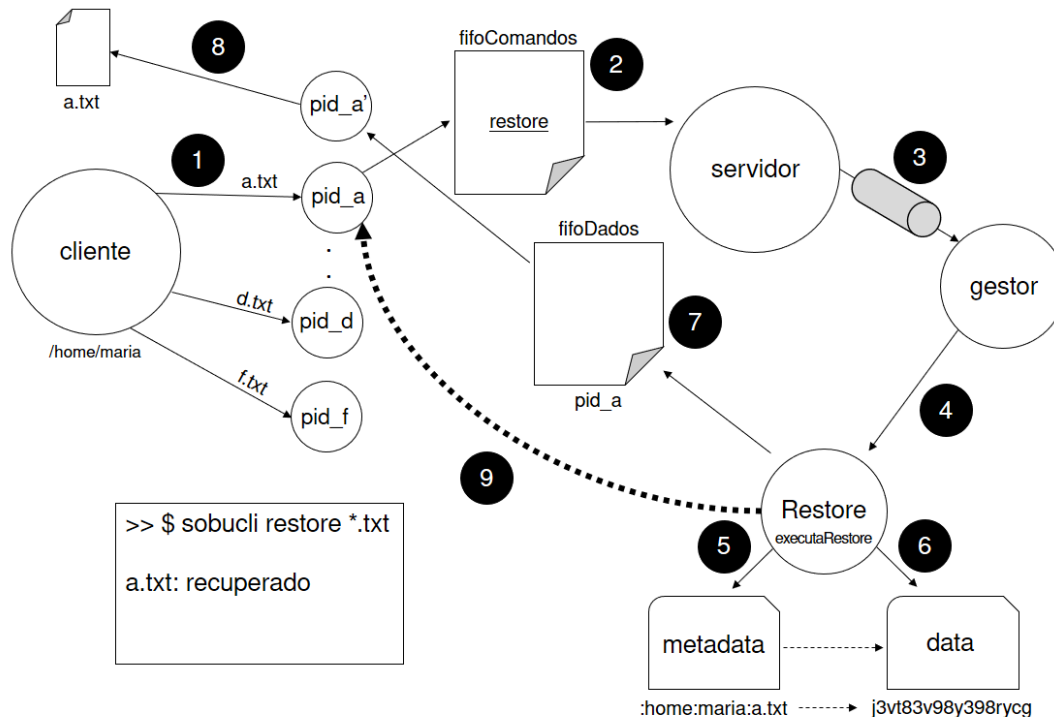 fifoComandos
8
2
a.txt
pid_a'
restore
1
a.txt
pid_a
servidor
3
cliente
fifoDados
.
.
d.txt
pid_d
gestor
/home/maria
7
f.txt
pid_f
pid_a
4
9
>> $ sobucli restore *.txt
a.txt: recuperado
Restore
executaRestore
5
6
metadata
data
:home:maria:a.txt
j3vt83v98y398rycg